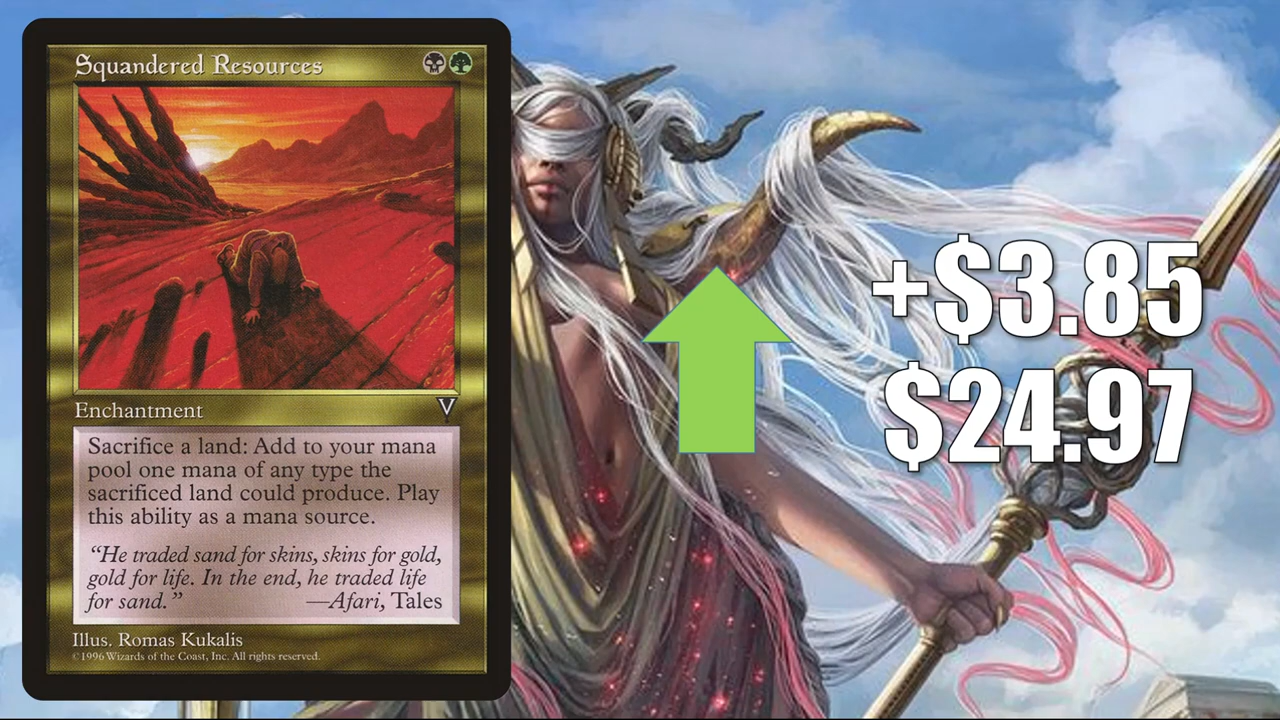 Squandered Resources
Enchantment
V
Sacrifice a land: Add to your mana
pool one mana of any type the
sacrificed land could produce. Play
this ability as a mana source.
“He traded sand for skins, skins for gold,
gold for life. In the end, he traded life
for sand.” —Afari, Tales
Illus. Romas Kukalis
©1996 Wizards of the Coast, Inc. All rights reserved.
+$3.85
$24.97